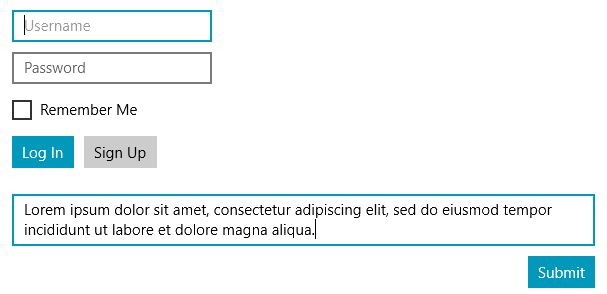 Username
Password
Remember Me
Log In Sign Up
Lorem ipsum dolor sit amet, consectetur adipiscing elit, sed do eiusmod tempor
incididunt ut labore et dolore magna aliqua.
Submit